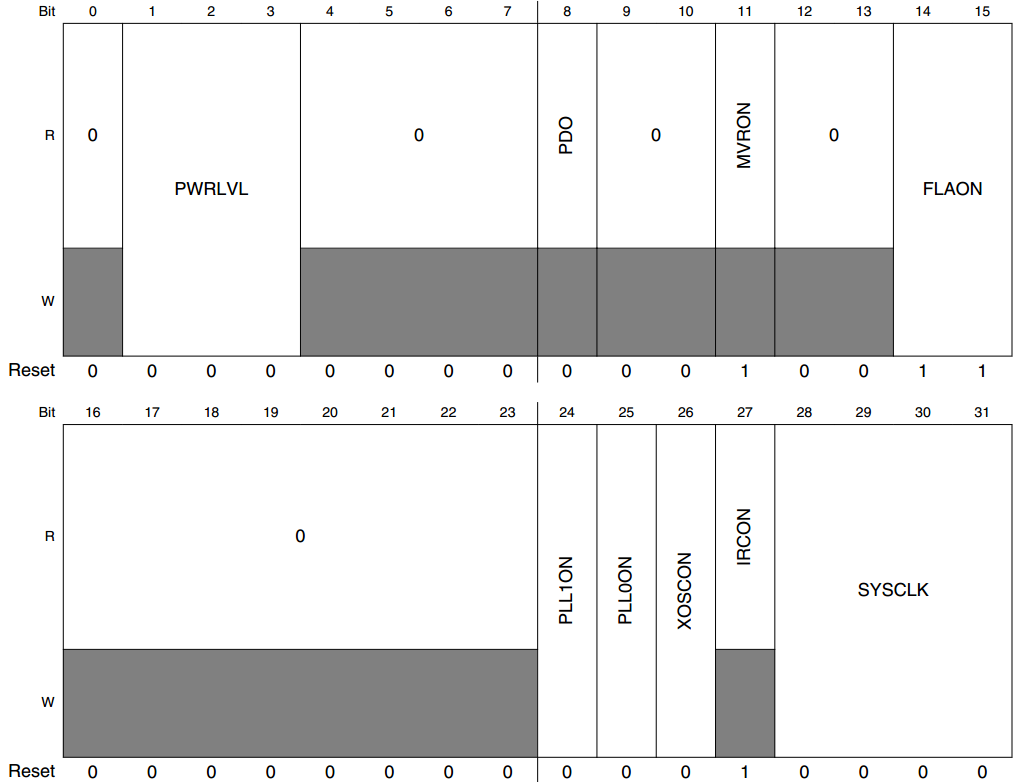 Bit 0 1 2 3 4 5 6 7 8 9 10 11 12 13 14 15
R 0 PWRLVL 0 PDO 0 MVRON 0 FLAON
W
Reset 0 0 0 0 0 0 0 0 0 0 0 1 0 0 1 1
Bit 16 17 18 19 20 21 22 23 24 25 26 27 28 29 30 31
R 0 PLL1ON PLL0ON XOSCON IRCON SYSCLK
W
Reset 0 0 0 0 0 0 0 0 0 0 0 1 0 0 0 0